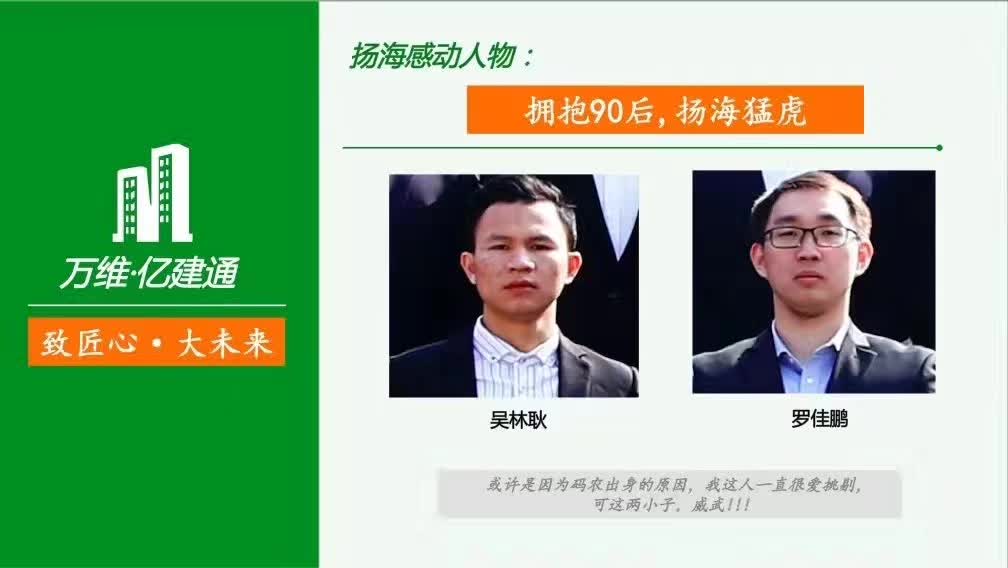 扬海感动人物：
拥抱90后，扬海猛虎
万维·亿建通
致匠心·大未来
吴林耿
罗佳鹏
或许是因为码农出身的原因，我这人一直很爱挑剔，
可这两小子。威武!!!